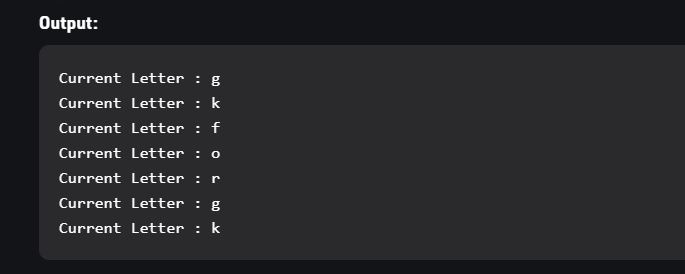 Output:
Current Letter : g
Current Letter : k
Current Letter : f
Current Letter : o
Current Letter : r
Current Letter : g
Current Letter : k